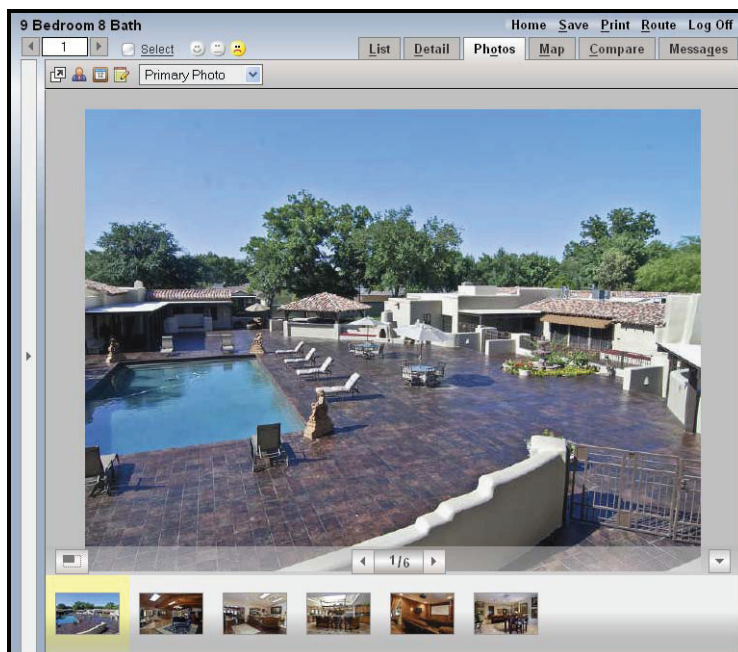 9 Bedroom 8 Bath
Home Save Print Route Log Off
1 Select
List Detail Photos Map Compare Messages
Primary Photo
1/6